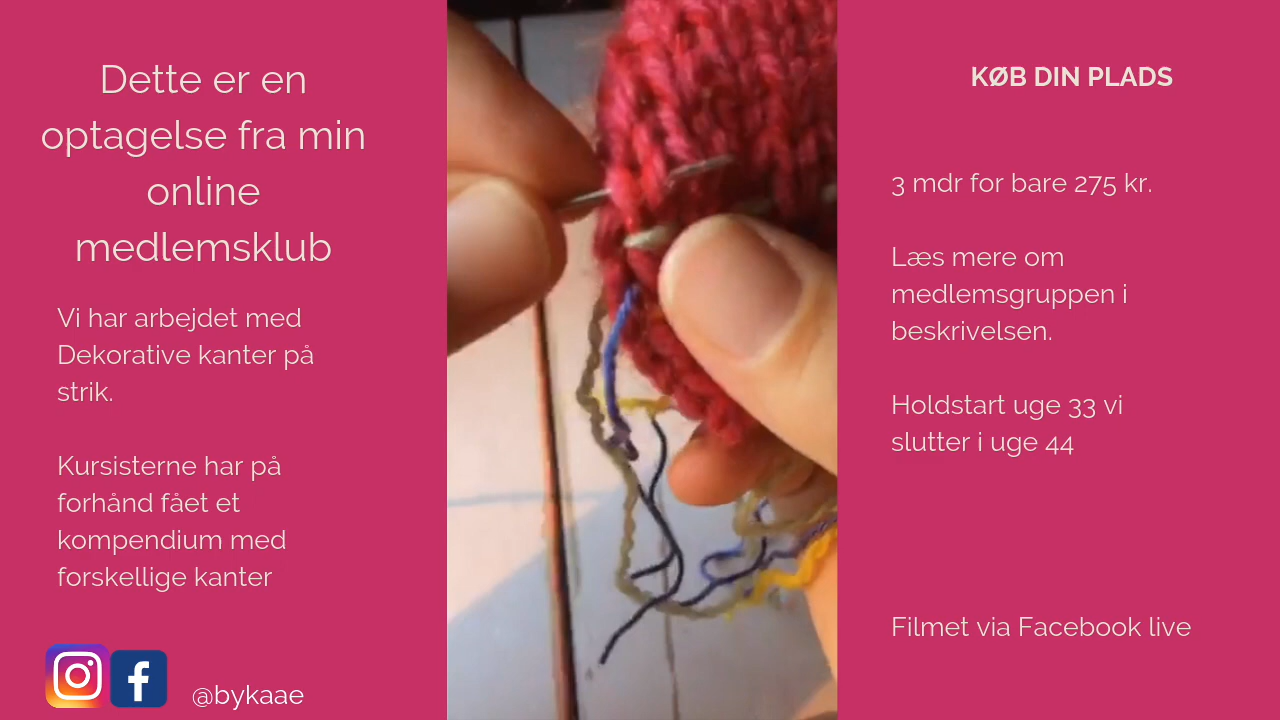 Dette er en
optagelse fra min
online
medlemsklub
Vi har arbejdet med
Dekorative kanter på
strik.
Kursisterne har på
forhånd fået et
kompendium med
forskellige kanter
@bykaae
KØB DIN PLADS
3 mdr for bare 275 kr.
Læs mere om
medlemsgruppen i
beskrivelsen.
Holdstart uge 33 vi
slutter i uge 44
Filmet via Facebook live